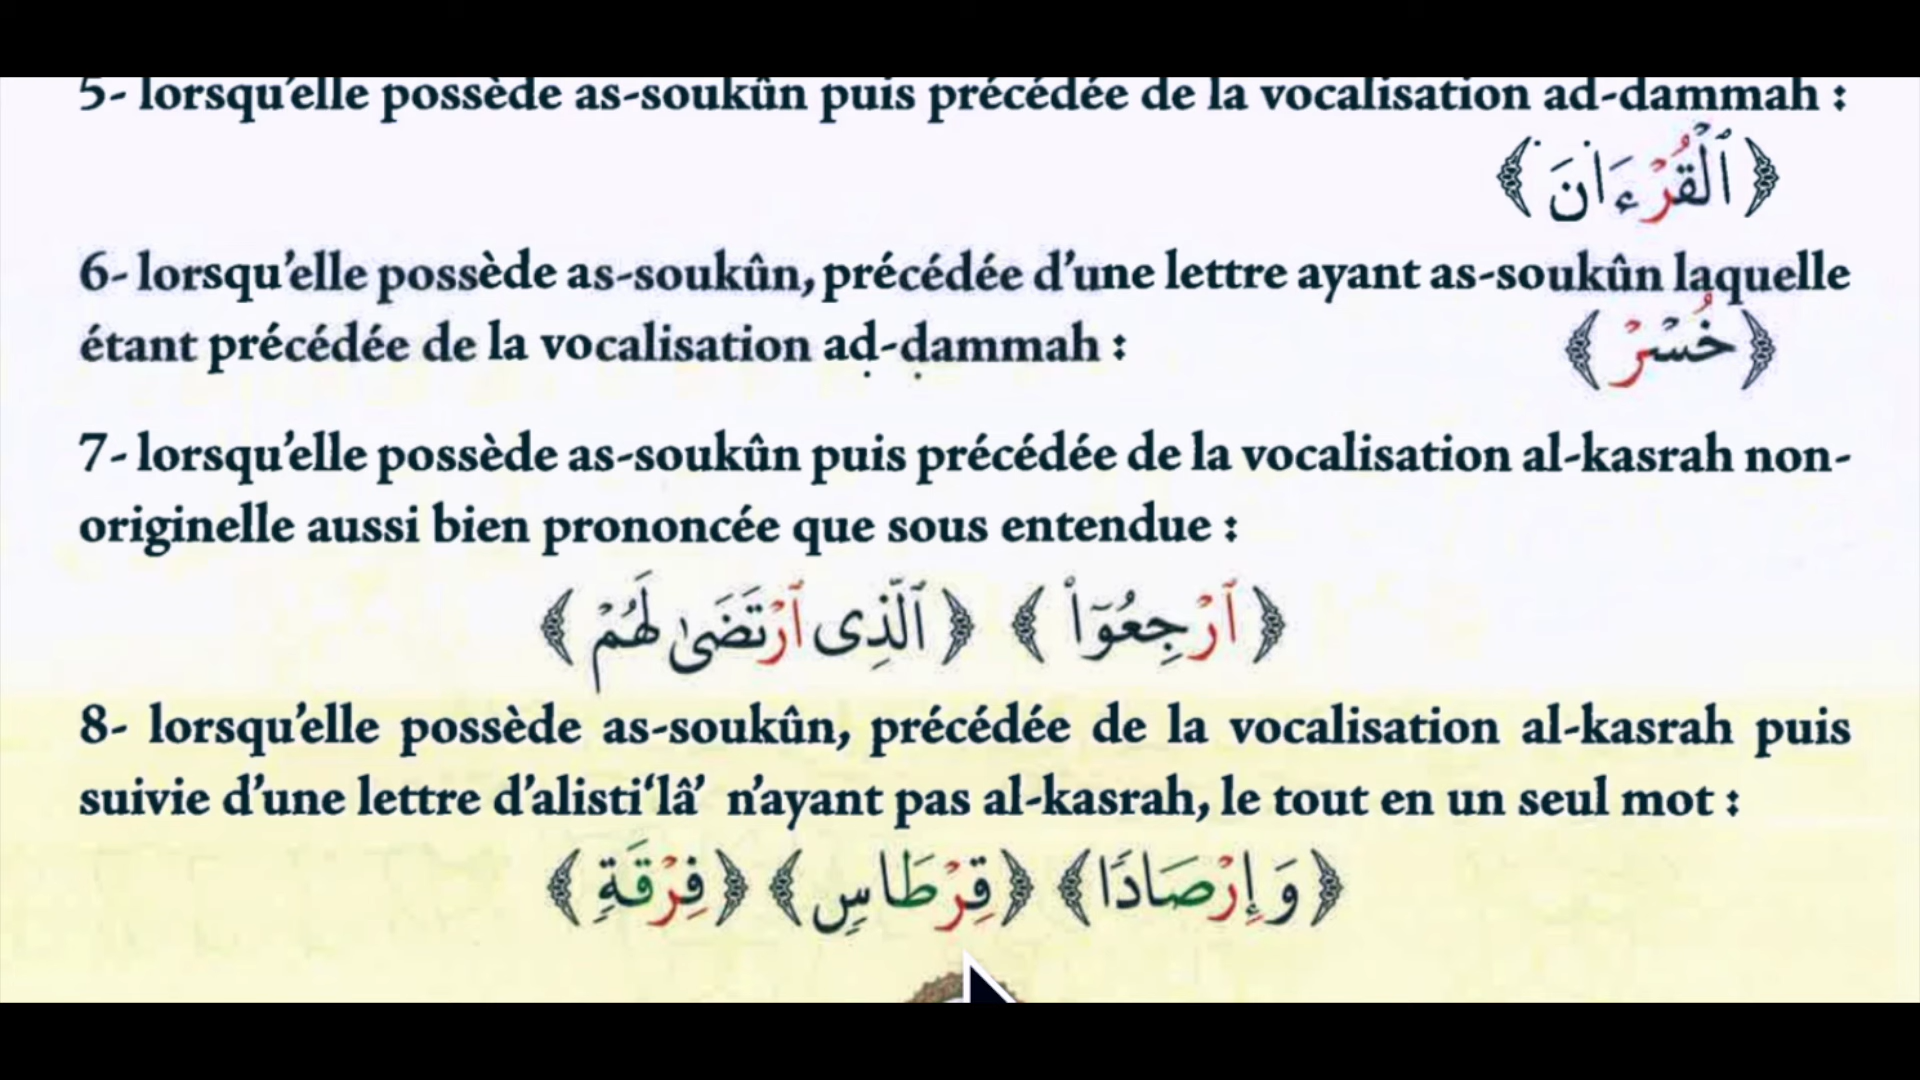 5- lorsqu’elle possède as-soukûn puis précédée de la vocalisation ad-dammah :
﴿ ٱلْقُرْءَانَ ﴾
6- lorsqu’elle possède as-soukûn, précédée d’une lettre ayant as-soukûn laquelle
étant précédée de la vocalisation aḍ-ḍammah : ﴿ خُسْرْ ﴾
7- lorsqu’elle possède as-soukûn puis précédée de la vocalisation al-kasrah non-
originelle aussi bien prononcée que sous entendue :
﴿ ٱرْجِعُوٓا۟ ﴾ ﴿ ٱلَّذِى ٱرْتَضَىٰ لَهُمْ ﴾
8- lorsqu’elle possède as-soukûn, précédée de la vocalisation al-kasrah puis
suivie d’une lettre d’alisti‘lâ’ n’ayant pas al-kasrah, le tout en un seul mot :
﴿ وَإِرْصَادًا ﴾ ﴿ قِرْطَاسٍ ﴾ ﴿ فِرْقَةٍ ﴾